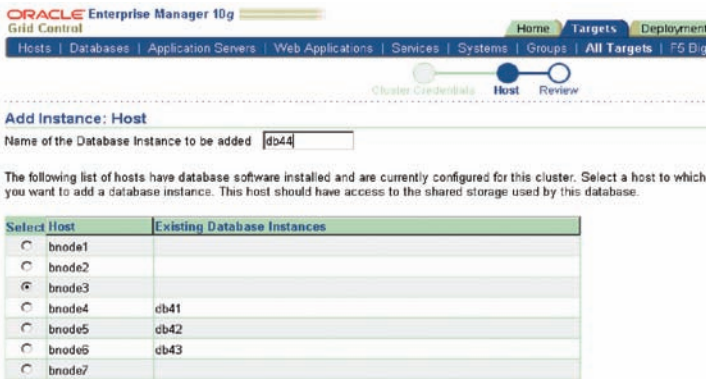 ORACLE Enterprise Manager 10g
Grid Control
Home Targets Deployment
Hosts | Databases | Application Servers | Web Applications | Services | Systems | Groups | All Targets | F5 Big
Cluster Credentials Host Review
Add Instance: Host
Name of the Database Instance to be added db44
The following list of hosts have database software installed and are currently configured for this cluster. Select a host to which
you want to add a database instance. This host should have access to the shared storage used by this database.
Select Host Existing Database Instances
bnode1
bnode2
bnode3
bnode4 db41
bnode5 db42
bnode6 db43
bnode7